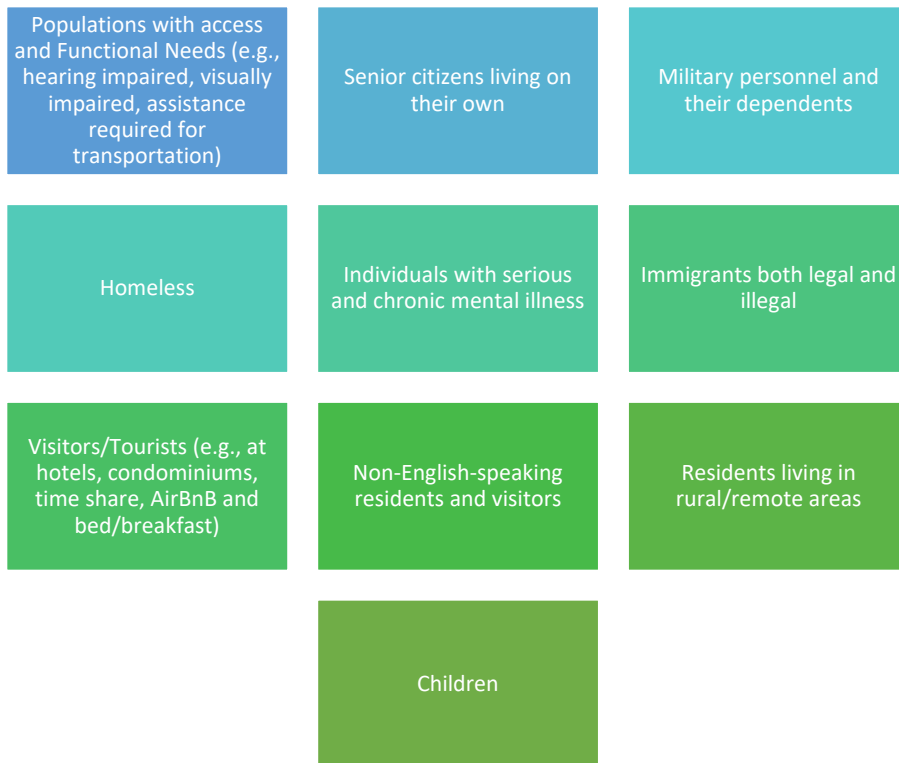 Populations with access
and Functional Needs (e.g.,
hearing impaired, visually
impaired, assistance
required for
transportation)
Senior citizens living on
their own
Military personnel and
their dependents
Homeless
Individuals with serious
and chronic mental illness
Immigrants both legal and
illegal
Visitors/Tourists (e.g., at
hotels, condominiums,
time share, AirBnB and
bed/breakfast)
Non-English-speaking
residents and visitors
Residents living in
rural/remote areas
Children